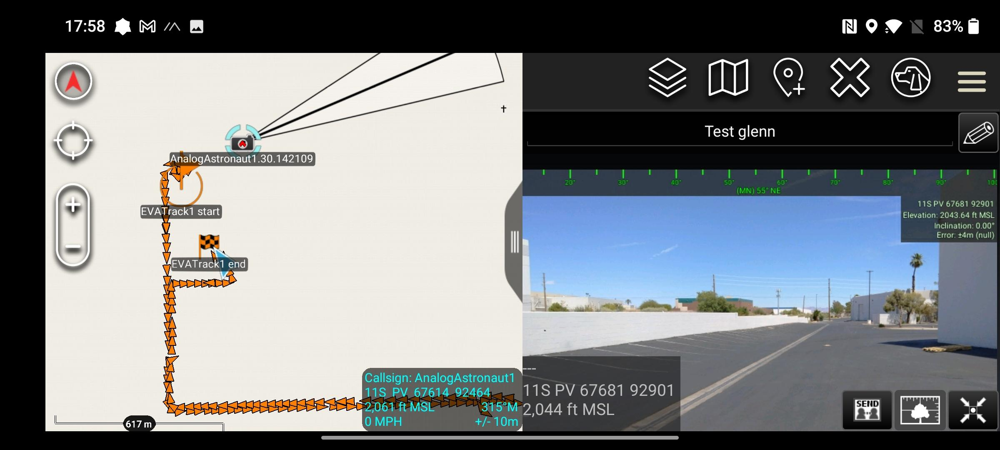 17:58
83%
Test glenn
20° 30° 40° 50° 60° 70° 80° 90° 100
(MN) 55° NE
11S PV 67681 92901
Elevation: 2043.64 ft MSL
Inclination: 0.00°
Error: ±4m (null)
AnalogAstronaut1.30.142109
EVATrack1 start
EVATrack1 end
Callsign: AnalogAstronaut1
11S PV 67614 92464
2,061 ft MSL 315°M
0 MPH +/- 10m
617 m
---
11S PV 67681 92901
2,044 ft MSL
SEND